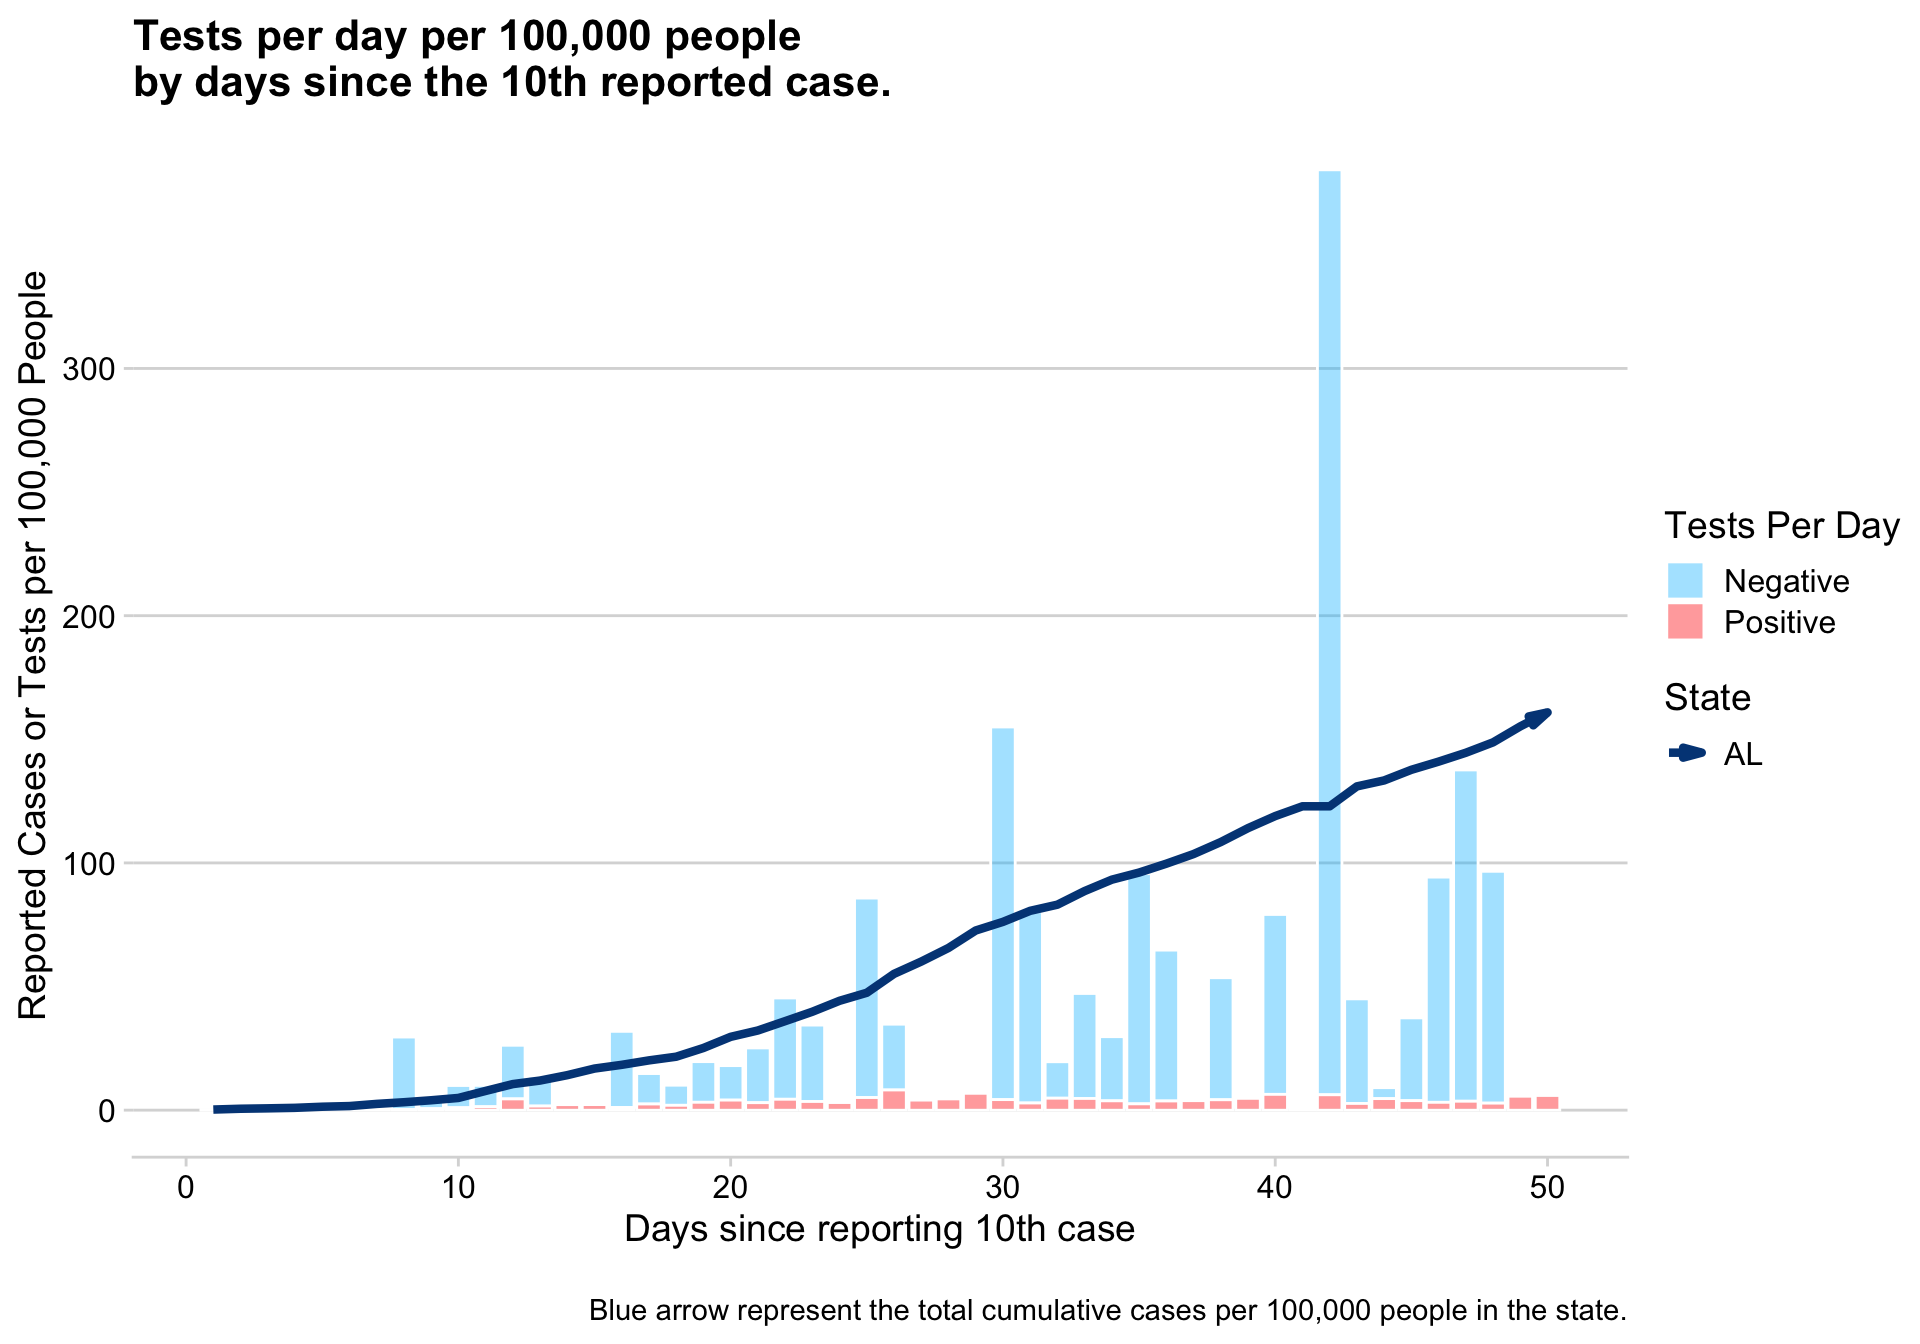 Tests per day per 100,000 people
by days since the 10th reported case.
Reported Cases or Tests per 100,000 People
300
200
100
0
0
10
20
30
40
50
Days since reporting 10th case
Tests Per Day
Negative
Positive
State
AL
Blue arrow represent the total cumulative cases per 100,000 people in the state.